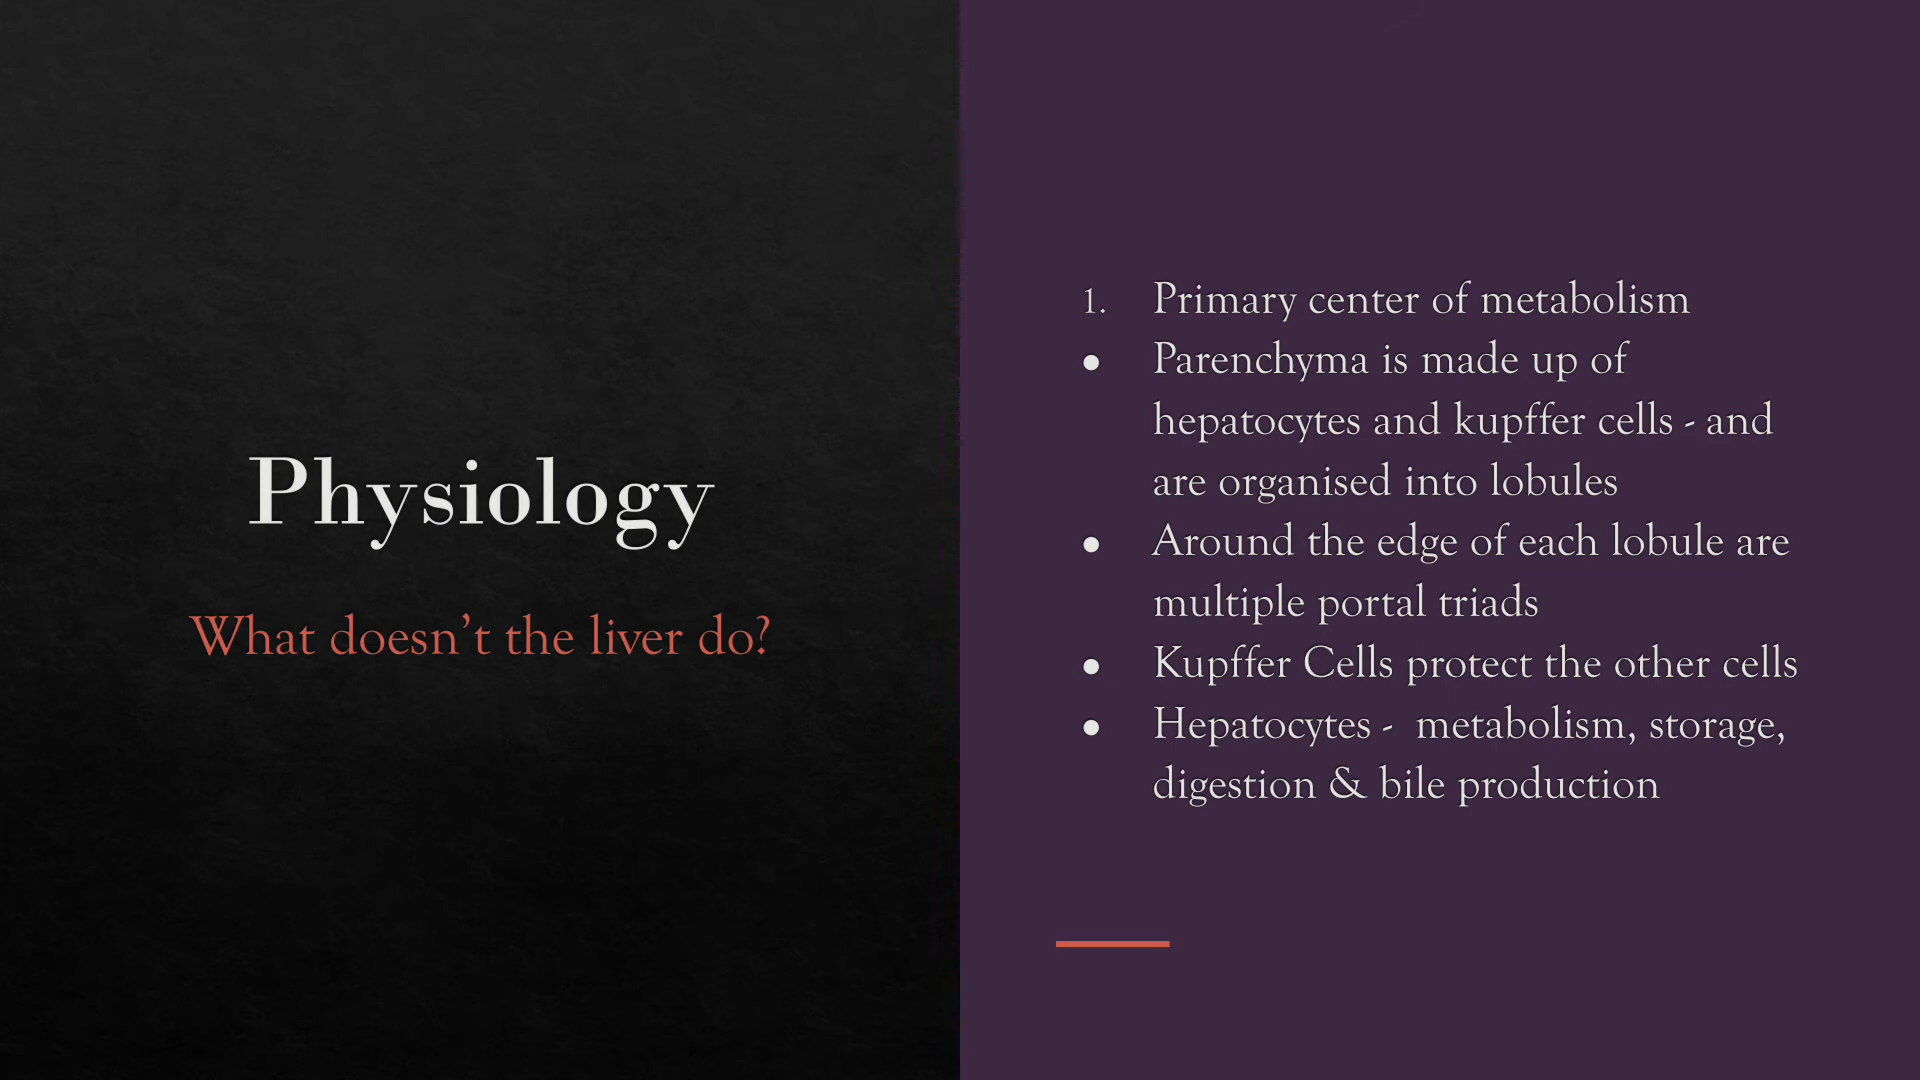 Physiology
What doesn't the liver do?
1. Primary center of metabolism
● Parenchyma is made up of
hepatocytes and kupffer cells - and
are organised into lobules
● Around the edge of each lobule are
multiple portal triads
● Kupffer Cells protect the other cells
● Hepatocytes -  metabolism, storage,
digestion & bile production